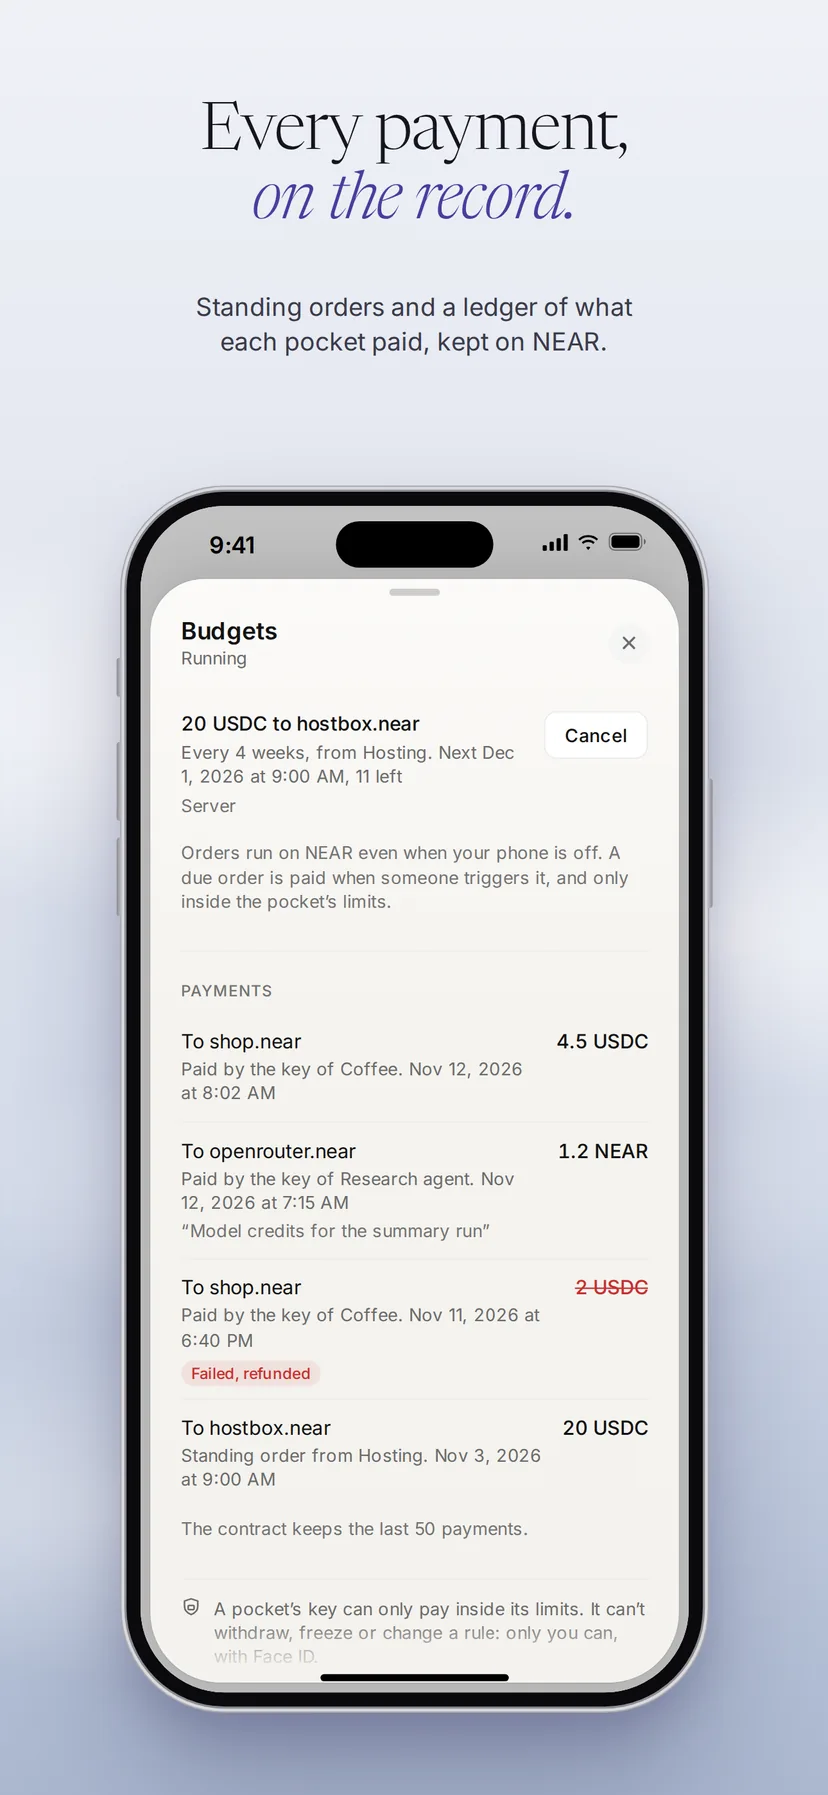 Every payment,
on the record.
Standing orders and a ledger of what
each pocket paid, kept on NEAR.
9:41
Budgets
Running
20 USDC to hostbox.near
Cancel
Every 4 weeks, from Hosting. Next Dec
1, 2026 at 9:00 AM, 11 left
Server
Orders run on NEAR even when your phone is off. A
due order is paid when someone triggers it, and only
inside the pocket’s limits.
PAYMENTS
To shop.near
4.5 USDC
Paid by the key of Coffee. Nov 12, 2026
at 8:02 AM
To openrouter.near
1.2 NEAR
Paid by the key of Research agent. Nov
12, 2026 at 7:15 AM
“Model credits for the summary run”
To shop.near
2 USDC
Paid by the key of Coffee. Nov 11, 2026 at
6:40 PM
Failed, refunded
To hostbox.near
20 USDC
Standing order from Hosting. Nov 3, 2026
at 9:00 AM
The contract keeps the last 50 payments.
A pocket’s key can only pay inside its limits. It can’t
withdraw, freeze or change a rule: only you can,
with Face ID.